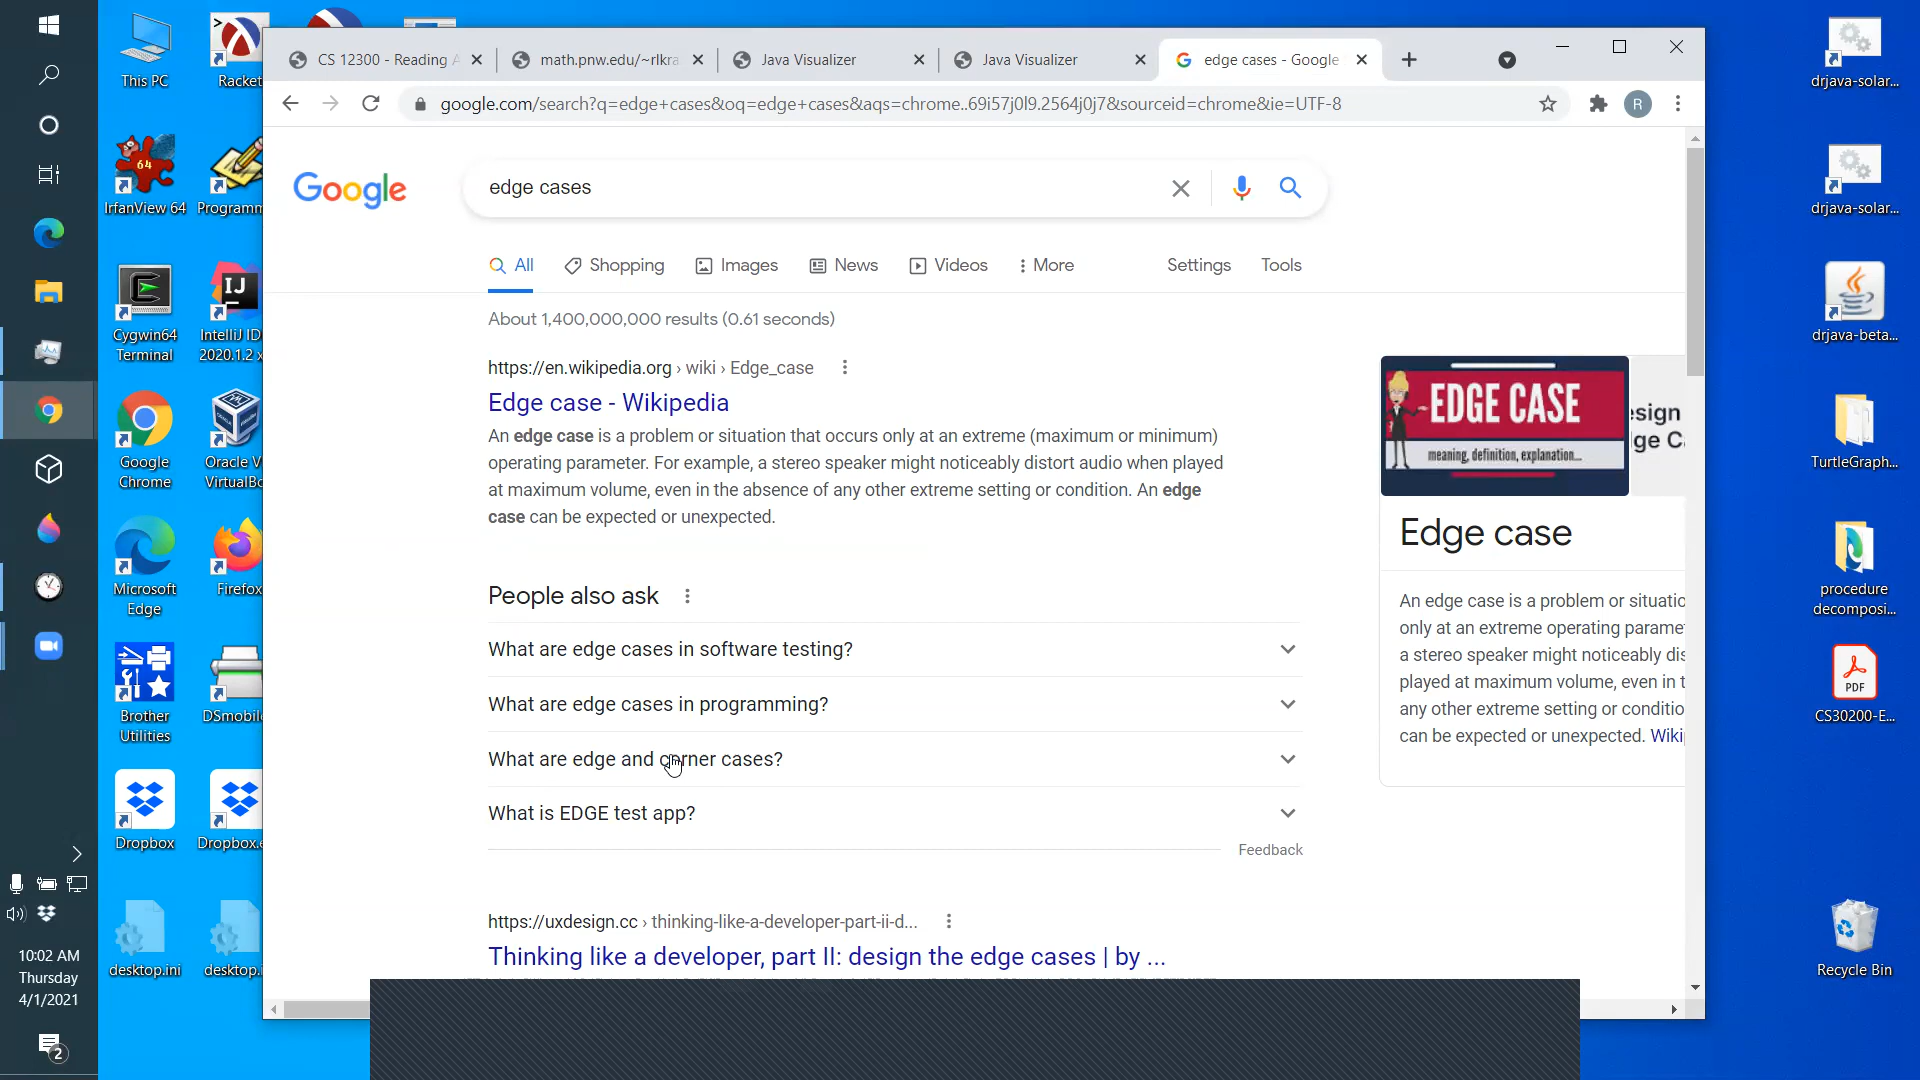 This PC
Racket
IrfanView 64
Programm
Cygwin64
Terminal
IntelliJ ID
2020.1.2 x
Google
Chrome
Oracle V
VirtualBo
Microsoft
Edge
Firefox
Brother
Utilities
DSmobil
Dropbox
Dropbox.e
desktop.ini
desktop.i
10:02 AM
Thursday
4/1/2021
2
CS 12300 - Reading A
math.pnw.edu/~rlkra
Java Visualizer
Java Visualizer
edge cases - Google
google.com/search?q=edge+cases&oq=edge+cases&aqs=chrome..69i57j0l9.2564j0j7&sourceid=chrome&ie=UTF-8
R
Google
edge cases
All
Shopping
Images
News
Videos
More
Settings
Tools
About 1,400,000,000 results (0.61 seconds)
https://en.wikipedia.org › wiki › Edge_case
Edge case - Wikipedia
An edge case is a problem or situation that occurs only at an extreme (maximum or minimum)
operating parameter. For example, a stereo speaker might noticeably distort audio when played
at maximum volume, even in the absence of any other extreme setting or condition. An edge
case can be expected or unexpected.
People also ask
What are edge cases in software testing?
What are edge cases in programming?
What are edge and corner cases?
What is EDGE test app?
Feedback
https://uxdesign.cc › thinking-like-a-developer-part-ii-d...
Thinking like a developer, part II: design the edge cases | by ...
EDGE CASE
meaning, definition, explanation...
esign
ge C
Edge case
An edge case is a problem or situatio
only at an extreme operating parame
a stereo speaker might noticeably dis
played at maximum volume, even in t
any other extreme setting or conditio
can be expected or unexpected. Wiki
drjava-solar...
drjava-solar...
drjava-beta...
TurtleGraph...
procedure
decomposi...
PDF
CS30200-E...
Recycle Bin
64
IJ